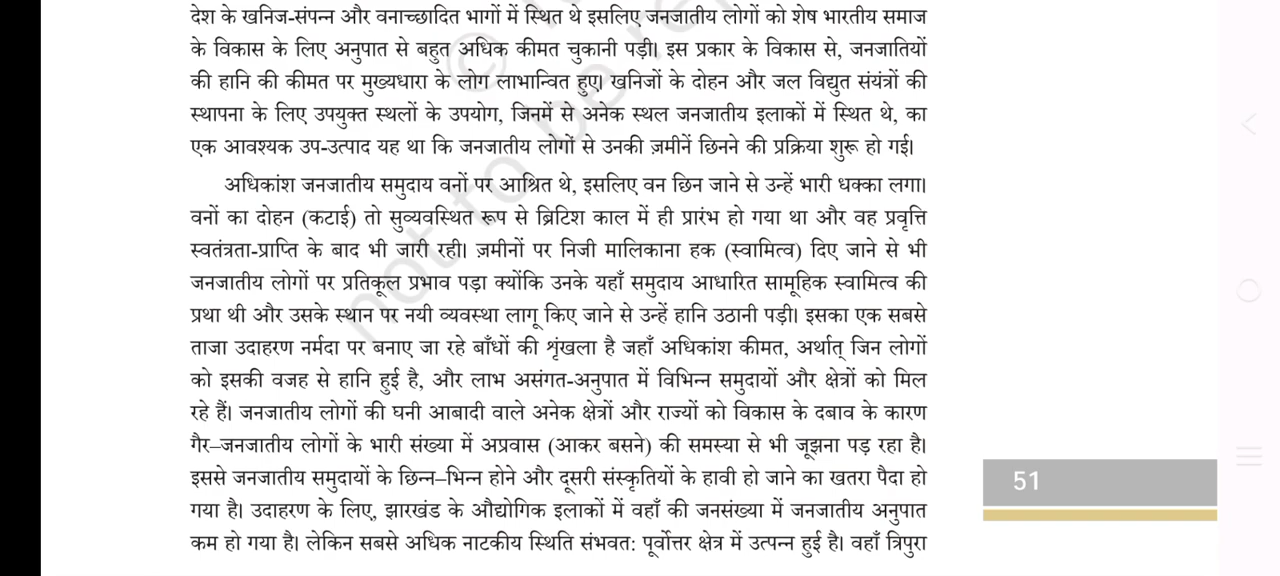 देश के खनिज-संपन्न और वनाच्छादित भागों में स्थित थे इसलिए जनजातीय लोगों को शेष भारतीय समाज
के विकास के लिए अनुपात से बहुत अधिक कीमत चुकानी पड़ी। इस प्रकार के विकास से, जनजातियों
की हानि की कीमत पर मुख्यधारा के लोग लाभान्वित हुए। खनिजों के दोहन और जल विद्युत संयंत्रों की
स्थापना के लिए उपयुक्त स्थलों के उपयोग, जिनमें से अनेक स्थल जनजातीय इलाकों में स्थित थे, का
एक आवश्यक उप-उत्पाद यह था कि जनजातीय लोगों से उनकी ज़मीनें छिनने की प्रक्रिया शुरू हो गई।
अधिकांश जनजातीय समुदाय वनों पर आश्रित थे, इसलिए वन छिन जाने से उन्हें भारी धक्का लगा।
वनों का दोहन (कटाई) तो सुव्यवस्थित रूप से ब्रिटिश काल में ही प्रारंभ हो गया था और वह प्रवृत्ति
स्वतंत्रता-प्राप्ति के बाद भी जारी रही। ज़मीनों पर निजी मालिकाना हक (स्वामित्व) दिए जाने से भी
जनजातीय लोगों पर प्रतिकूल प्रभाव पड़ा क्योंकि उनके यहाँ समुदाय आधारित सामूहिक स्वामित्व की
प्रथा थी और उसके स्थान पर नयी व्यवस्था लागू किए जाने से उन्हें हानि उठानी पड़ी। इसका एक सबसे
ताजा उदाहरण नर्मदा पर बनाए जा रहे बाँधों की शृंखला है जहाँ अधिकांश कीमत, अर्थात् जिन लोगों
को इसकी वजह से हानि हुई है, और लाभ असंगत-अनुपात में विभिन्न समुदायों और क्षेत्रों को मिल
रहे हैं। जनजातीय लोगों की घनी आबादी वाले अनेक क्षेत्रों और राज्यों को विकास के दबाव के कारण
गैर–जनजातीय लोगों के भारी संख्या में अप्रवास (आकर बसने) की समस्या से भी जूझना पड़ रहा है।
इससे जनजातीय समुदायों के छिन्न–भिन्न होने और दूसरी संस्कृतियों के हावी हो जाने का खतरा पैदा हो
गया है। उदाहरण के लिए, झारखंड के औद्योगिक इलाकों में वहाँ की जनसंख्या में जनजातीय अनुपात
कम हो गया है। लेकिन सबसे अधिक नाटकीय स्थिति संभवत: पूर्वोत्तर क्षेत्र में उत्पन्न हुई है। वहाँ त्रिपुरा
51
not to be re